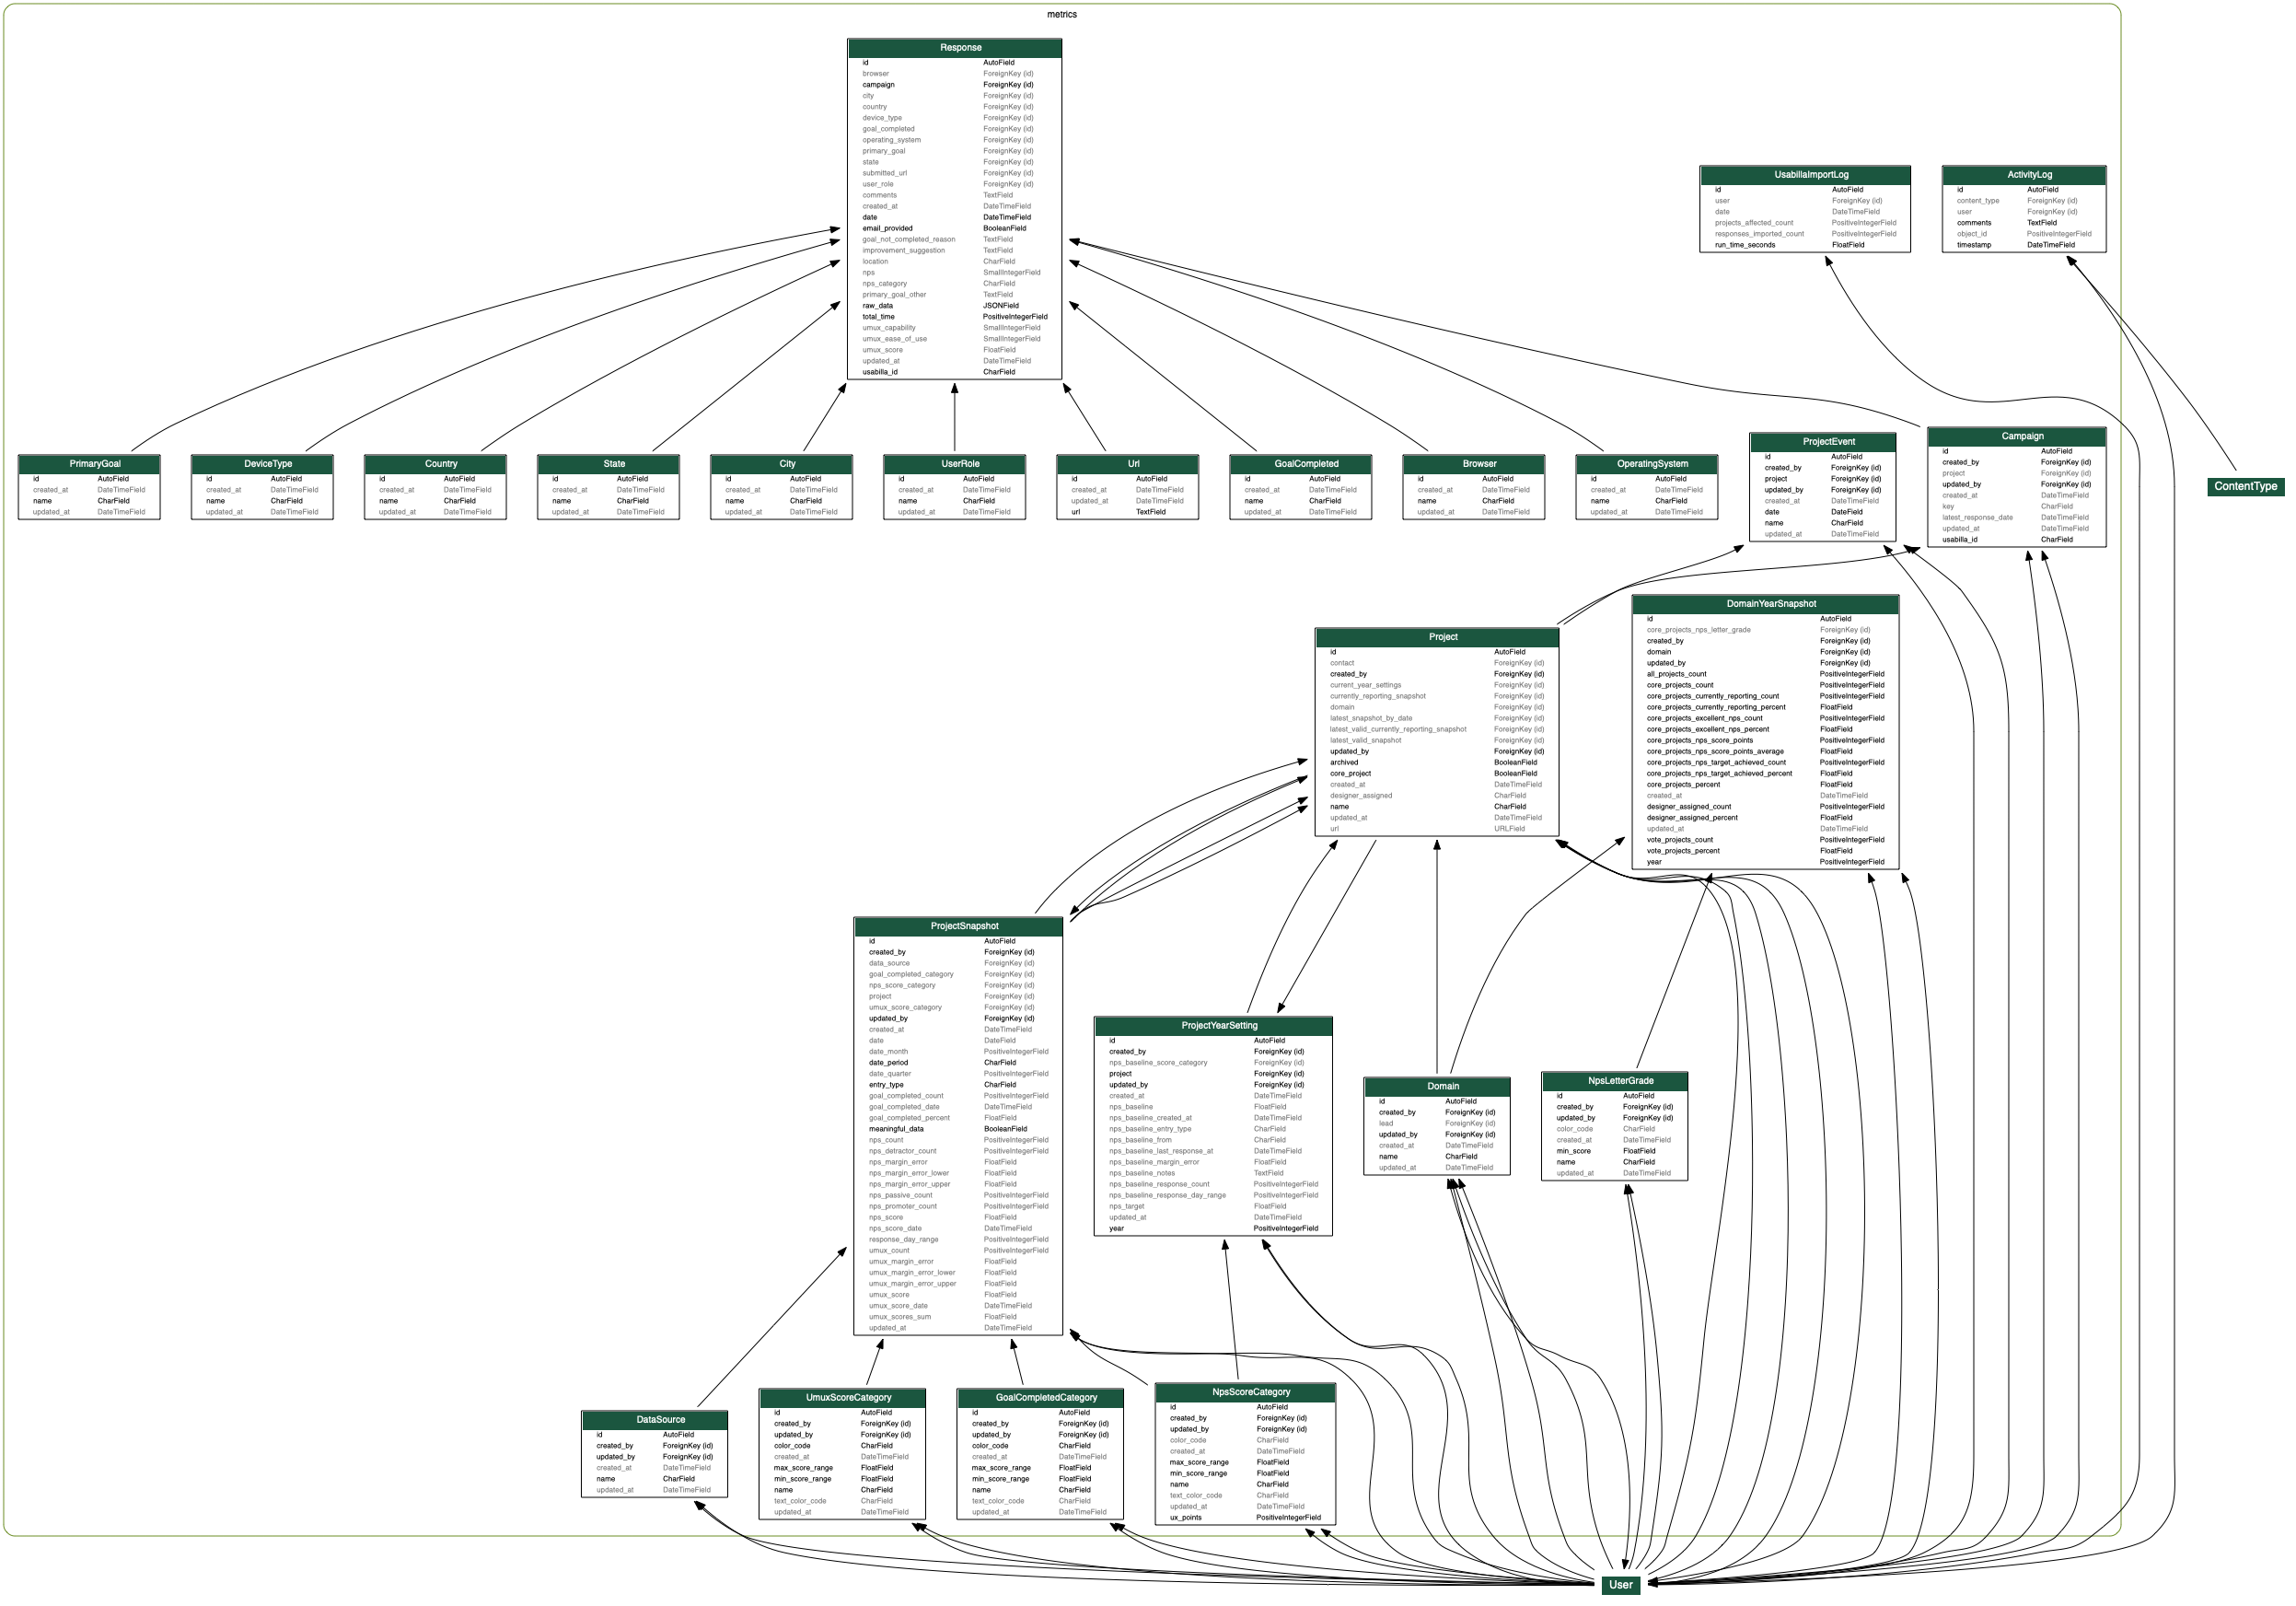 metrics
Response
id AutoField
browser ForeignKey (id)
campaign ForeignKey (id)
city ForeignKey (id)
country ForeignKey (id)
device_type ForeignKey (id)
goal_completed ForeignKey (id)
operating_system ForeignKey (id)
primary_goal ForeignKey (id)
state ForeignKey (id)
submitted_url ForeignKey (id)
user_role ForeignKey (id)
comments TextField
created_at DateTimeField
date DateTimeField
email_provided BooleanField
goal_not_completed_reason TextField
improvement_suggestion TextField
location CharField
nps SmallIntegerField
nps_category CharField
primary_goal_other TextField
raw_data JSONField
total_time PositiveIntegerField
umux_capability SmallIntegerField
umux_ease_of_use SmallIntegerField
umux_score FloatField
updated_at DateTimeField
usabilla_id CharField
UsabillaImportLog
id AutoField
user ForeignKey (id)
date DateTimeField
projects_affected_count PositiveIntegerField
responses_imported_count PositiveIntegerField
run_time_seconds FloatField
ActivityLog
id AutoField
content_type ForeignKey (id)
user ForeignKey (id)
comments TextField
object_id PositiveIntegerField
timestamp DateTimeField
PrimaryGoal
id AutoField
created_at DateTimeField
name CharField
updated_at DateTimeField
DeviceType
id AutoField
created_at DateTimeField
name CharField
updated_at DateTimeField
Country
id AutoField
created_at DateTimeField
name CharField
updated_at DateTimeField
State
id AutoField
created_at DateTimeField
name CharField
updated_at DateTimeField
City
id AutoField
created_at DateTimeField
name CharField
updated_at DateTimeField
UserRole
id AutoField
created_at DateTimeField
name CharField
updated_at DateTimeField
Url
id AutoField
created_at DateTimeField
updated_at DateTimeField
url TextField
GoalCompleted
id AutoField
created_at DateTimeField
name CharField
updated_at DateTimeField
Browser
id AutoField
created_at DateTimeField
name CharField
updated_at DateTimeField
OperatingSystem
id AutoField
created_at DateTimeField
name CharField
updated_at DateTimeField
ProjectEvent
id AutoField
created_by ForeignKey (id)
project ForeignKey (id)
updated_by ForeignKey (id)
created_at DateTimeField
date DateField
name CharField
updated_at DateTimeField
Campaign
id AutoField
created_by ForeignKey (id)
project ForeignKey (id)
updated_by ForeignKey (id)
created_at DateTimeField
key CharField
latest_response_date DateTimeField
updated_at DateTimeField
usabilla_id CharField
ContentType
Project
id AutoField
contact ForeignKey (id)
created_by ForeignKey (id)
current_year_settings ForeignKey (id)
currently_reporting_snapshot ForeignKey (id)
domain ForeignKey (id)
latest_snapshot_by_date ForeignKey (id)
latest_valid_currently_reporting_snapshot ForeignKey (id)
latest_valid_snapshot ForeignKey (id)
updated_by ForeignKey (id)
archived BooleanField
core_project BooleanField
created_at DateTimeField
designer_assigned CharField
name CharField
updated_at DateTimeField
url URLField
DomainYearSnapshot
id AutoField
core_projects_nps_letter_grade ForeignKey (id)
created_by ForeignKey (id)
domain ForeignKey (id)
updated_by ForeignKey (id)
all_projects_count PositiveIntegerField
core_projects_count PositiveIntegerField
core_projects_currently_reporting_count PositiveIntegerField
core_projects_currently_reporting_percent FloatField
core_projects_excellent_nps_count PositiveIntegerField
core_projects_excellent_nps_percent FloatField
core_projects_nps_score_points PositiveIntegerField
core_projects_nps_score_points_average FloatField
core_projects_nps_target_achieved_count PositiveIntegerField
core_projects_nps_target_achieved_percent FloatField
core_projects_percent FloatField
created_at DateTimeField
designer_assigned_count PositiveIntegerField
designer_assigned_percent FloatField
updated_at DateTimeField
vote_projects_count PositiveIntegerField
vote_projects_percent FloatField
year PositiveIntegerField
ProjectSnapshot
id AutoField
created_by ForeignKey (id)
data_source ForeignKey (id)
goal_completed_category ForeignKey (id)
nps_score_category ForeignKey (id)
project ForeignKey (id)
umux_score_category ForeignKey (id)
updated_by ForeignKey (id)
created_at DateTimeField
date DateField
date_month PositiveIntegerField
date_period CharField
date_quarter PositiveIntegerField
entry_type CharField
goal_completed_count PositiveIntegerField
goal_completed_date DateTimeField
goal_completed_percent FloatField
meaningful_data BooleanField
nps_count PositiveIntegerField
nps_detractor_count PositiveIntegerField
nps_margin_error FloatField
nps_margin_error_lower FloatField
nps_margin_error_upper FloatField
nps_passive_count PositiveIntegerField
nps_promoter_count PositiveIntegerField
nps_score FloatField
nps_score_date DateTimeField
response_day_range PositiveIntegerField
umux_count PositiveIntegerField
umux_margin_error FloatField
umux_margin_error_lower FloatField
umux_margin_error_upper FloatField
umux_score FloatField
umux_score_date DateTimeField
umux_scores_sum FloatField
updated_at DateTimeField
ProjectYearSetting
id AutoField
created_by ForeignKey (id)
nps_baseline_score_category ForeignKey (id)
project ForeignKey (id)
updated_by ForeignKey (id)
created_at DateTimeField
nps_baseline FloatField
nps_baseline_created_at DateTimeField
nps_baseline_entry_type CharField
nps_baseline_from CharField
nps_baseline_last_response_at DateTimeField
nps_baseline_margin_error FloatField
nps_baseline_notes TextField
nps_baseline_response_count PositiveIntegerField
nps_baseline_response_day_range PositiveIntegerField
nps_target FloatField
updated_at DateTimeField
year PositiveIntegerField
Domain
id AutoField
created_by ForeignKey (id)
lead ForeignKey (id)
updated_by ForeignKey (id)
created_at DateTimeField
name CharField
updated_at DateTimeField
NpsLetterGrade
id AutoField
created_by ForeignKey (id)
updated_by ForeignKey (id)
color_code CharField
created_at DateTimeField
min_score FloatField
name CharField
updated_at DateTimeField
DataSource
id AutoField
created_by ForeignKey (id)
updated_by ForeignKey (id)
created_at DateTimeField
name CharField
updated_at DateTimeField
UmuxScoreCategory
id AutoField
created_by ForeignKey (id)
updated_by ForeignKey (id)
color_code CharField
created_at DateTimeField
max_score_range FloatField
min_score_range FloatField
name CharField
text_color_code CharField
updated_at DateTimeField
GoalCompletedCategory
id AutoField
created_by ForeignKey (id)
updated_by ForeignKey (id)
color_code CharField
created_at DateTimeField
max_score_range FloatField
min_score_range FloatField
name CharField
text_color_code CharField
updated_at DateTimeField
NpsScoreCategory
id AutoField
created_by ForeignKey (id)
updated_by ForeignKey (id)
color_code CharField
created_at DateTimeField
max_score_range FloatField
min_score_range FloatField
name CharField
text_color_code CharField
updated_at DateTimeField
ux_points PositiveIntegerField
User